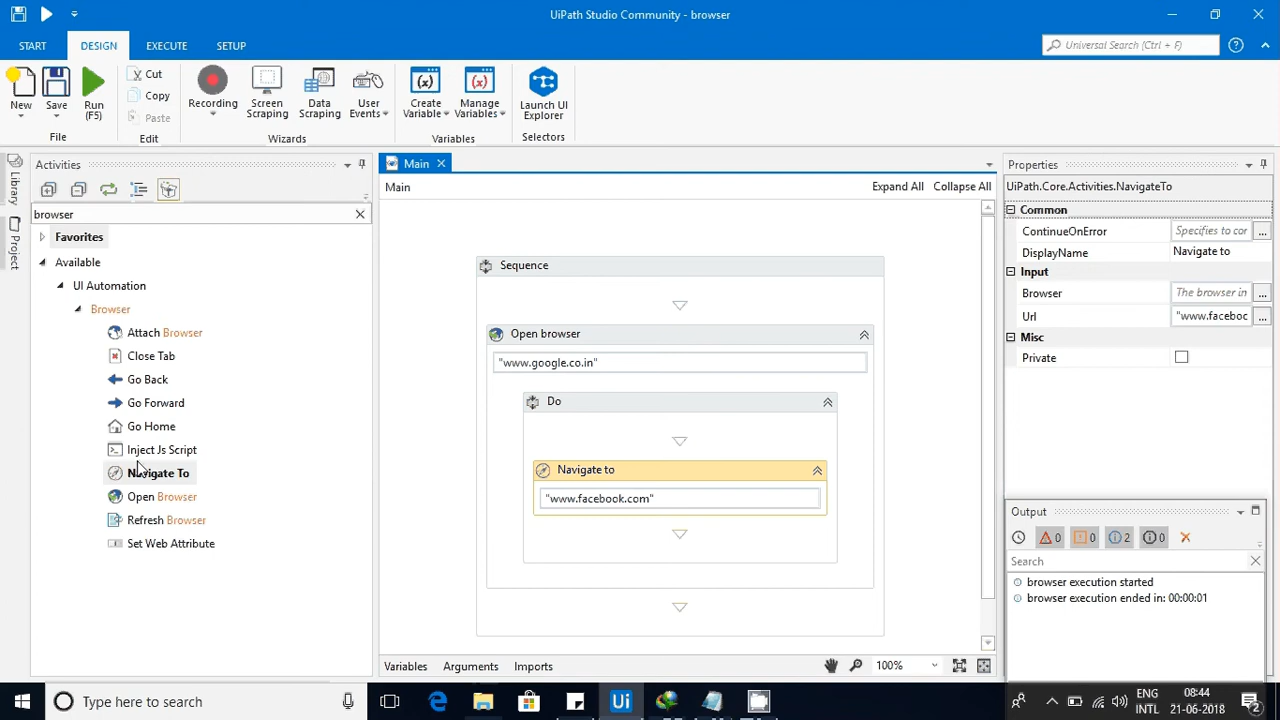 UiPath Studio Community - browser
START DESIGN EXECUTE SETUP
Universal Search (Ctrl + F)
New
Save
Run
(F5)
File
Cut
Copy
Paste
Edit
Recording
Screen
Scraping
Data
Scraping
User
Events
Wizards
Create
Variable
Manage
Variables
Variables
Launch UI
Explorer
Selectors
Library
Project
Activities
browser
Favorites
Available
UI Automation
Browser
Attach Browser
Close Tab
Go Back
Go Forward
Go Home
Inject Js Script
Navigate To
Open Browser
Refresh Browser
Set Web Attribute
Main
Main
Expand All Collapse All
Sequence
Open browser
"www.google.co.in"
Do
Navigate to
"www.facebook.com"
Variables Arguments Imports
100%
Properties
UiPath.Core.Activities.NavigateTo
Common
ContinueOnError Specifies to cor ...
DisplayName Navigate to
Input
Browser The browser in ...
Url "www.faceboc ...
Misc
Private
Output
0 0 2 0
Search
browser execution started
browser execution ended in: 00:00:01
Type here to search
Ui
ENG
INTL
08:44
21-06-2018
2